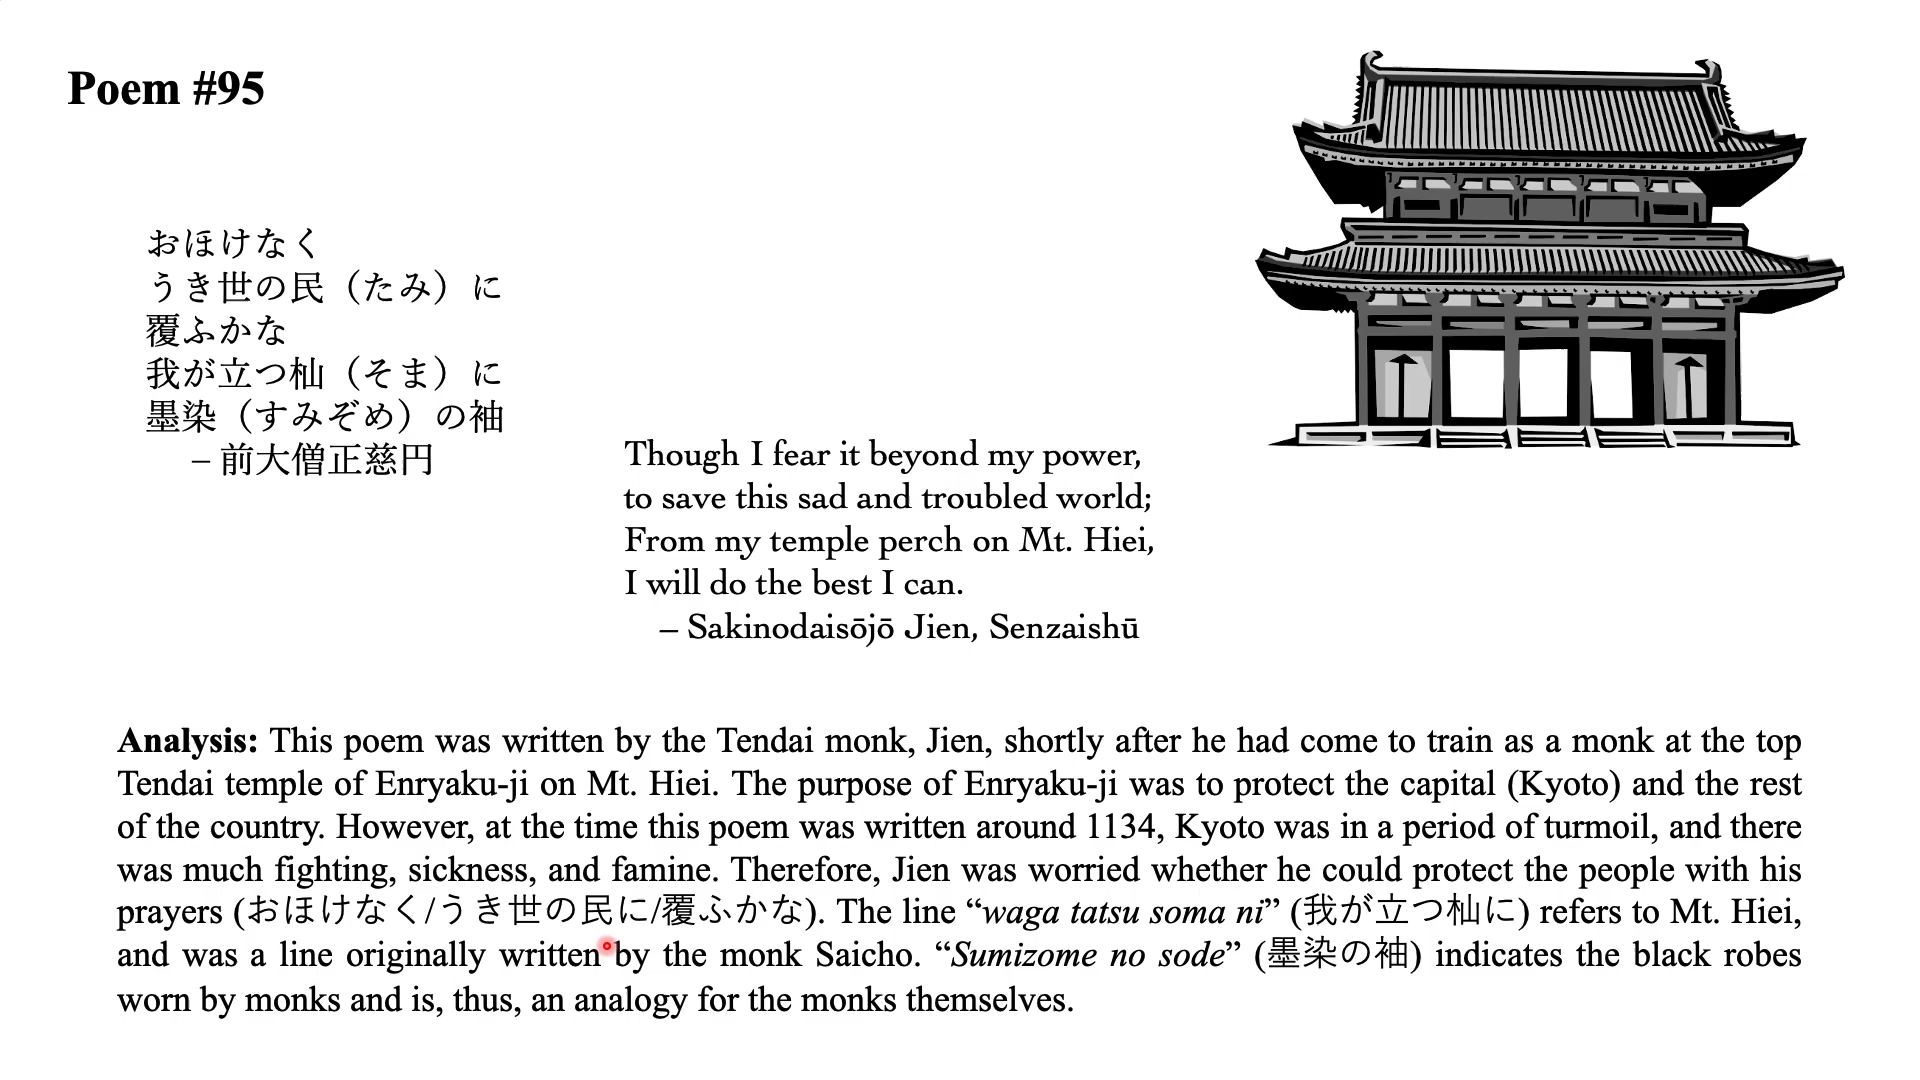 Poem #95
おほけなく
うき世の民（たみ）に
覆ふかな
我が立つ杣（そま）に
墨染（すみぞめ）の袖
– 前大僧正慈円
Though I fear it beyond my power,
to save this sad and troubled world;
From my temple perch on Mt. Hiei,
I will do the best I can.
– Sakinodaisōjō Jien, Senzaishū
Analysis: This poem was written by the Tendai monk, Jien, shortly after he had come to train as a monk at the top
Tendai temple of Enryaku-ji on Mt. Hiei. The purpose of Enryaku-ji was to protect the capital (Kyoto) and the rest
of the country. However, at the time this poem was written around 1134, Kyoto was in a period of turmoil, and there
was much fighting, sickness, and famine. Therefore, Jien was worried whether he could protect the people with his
prayers (おほけなく/うき世の民に/覆ふかな). The line “waga tatsu soma ni” (我が立つ杣に) refers to Mt. Hiei,
and was a line originally written by the monk Saicho. “Sumizome no sode” (墨染の袖) indicates the black robes
worn by monks and is, thus, an analogy for the monks themselves.